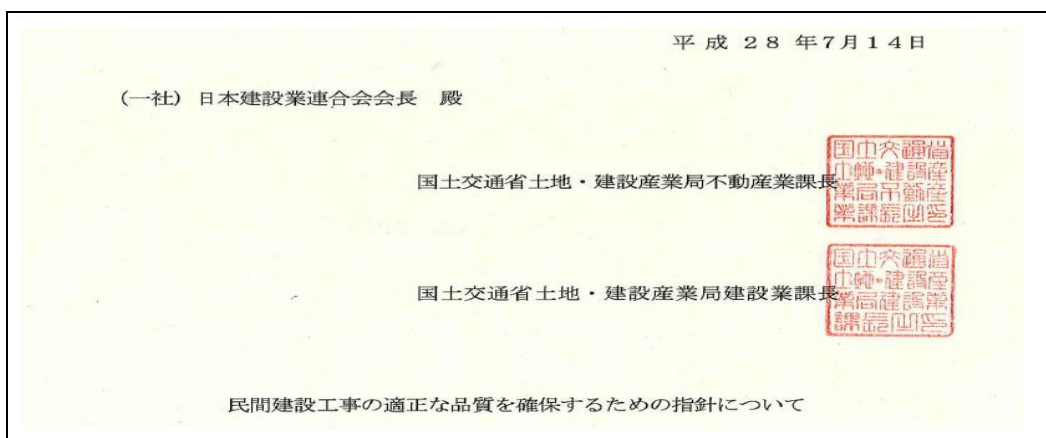 平成28年7月14日
(一社)日本建設業連合会会長 殿
国土交通省土地・建設産業局不動産業課長
国土交通省土地・建設産業局建設業課長
民間建設工事の適正な品質を確保するための指針について